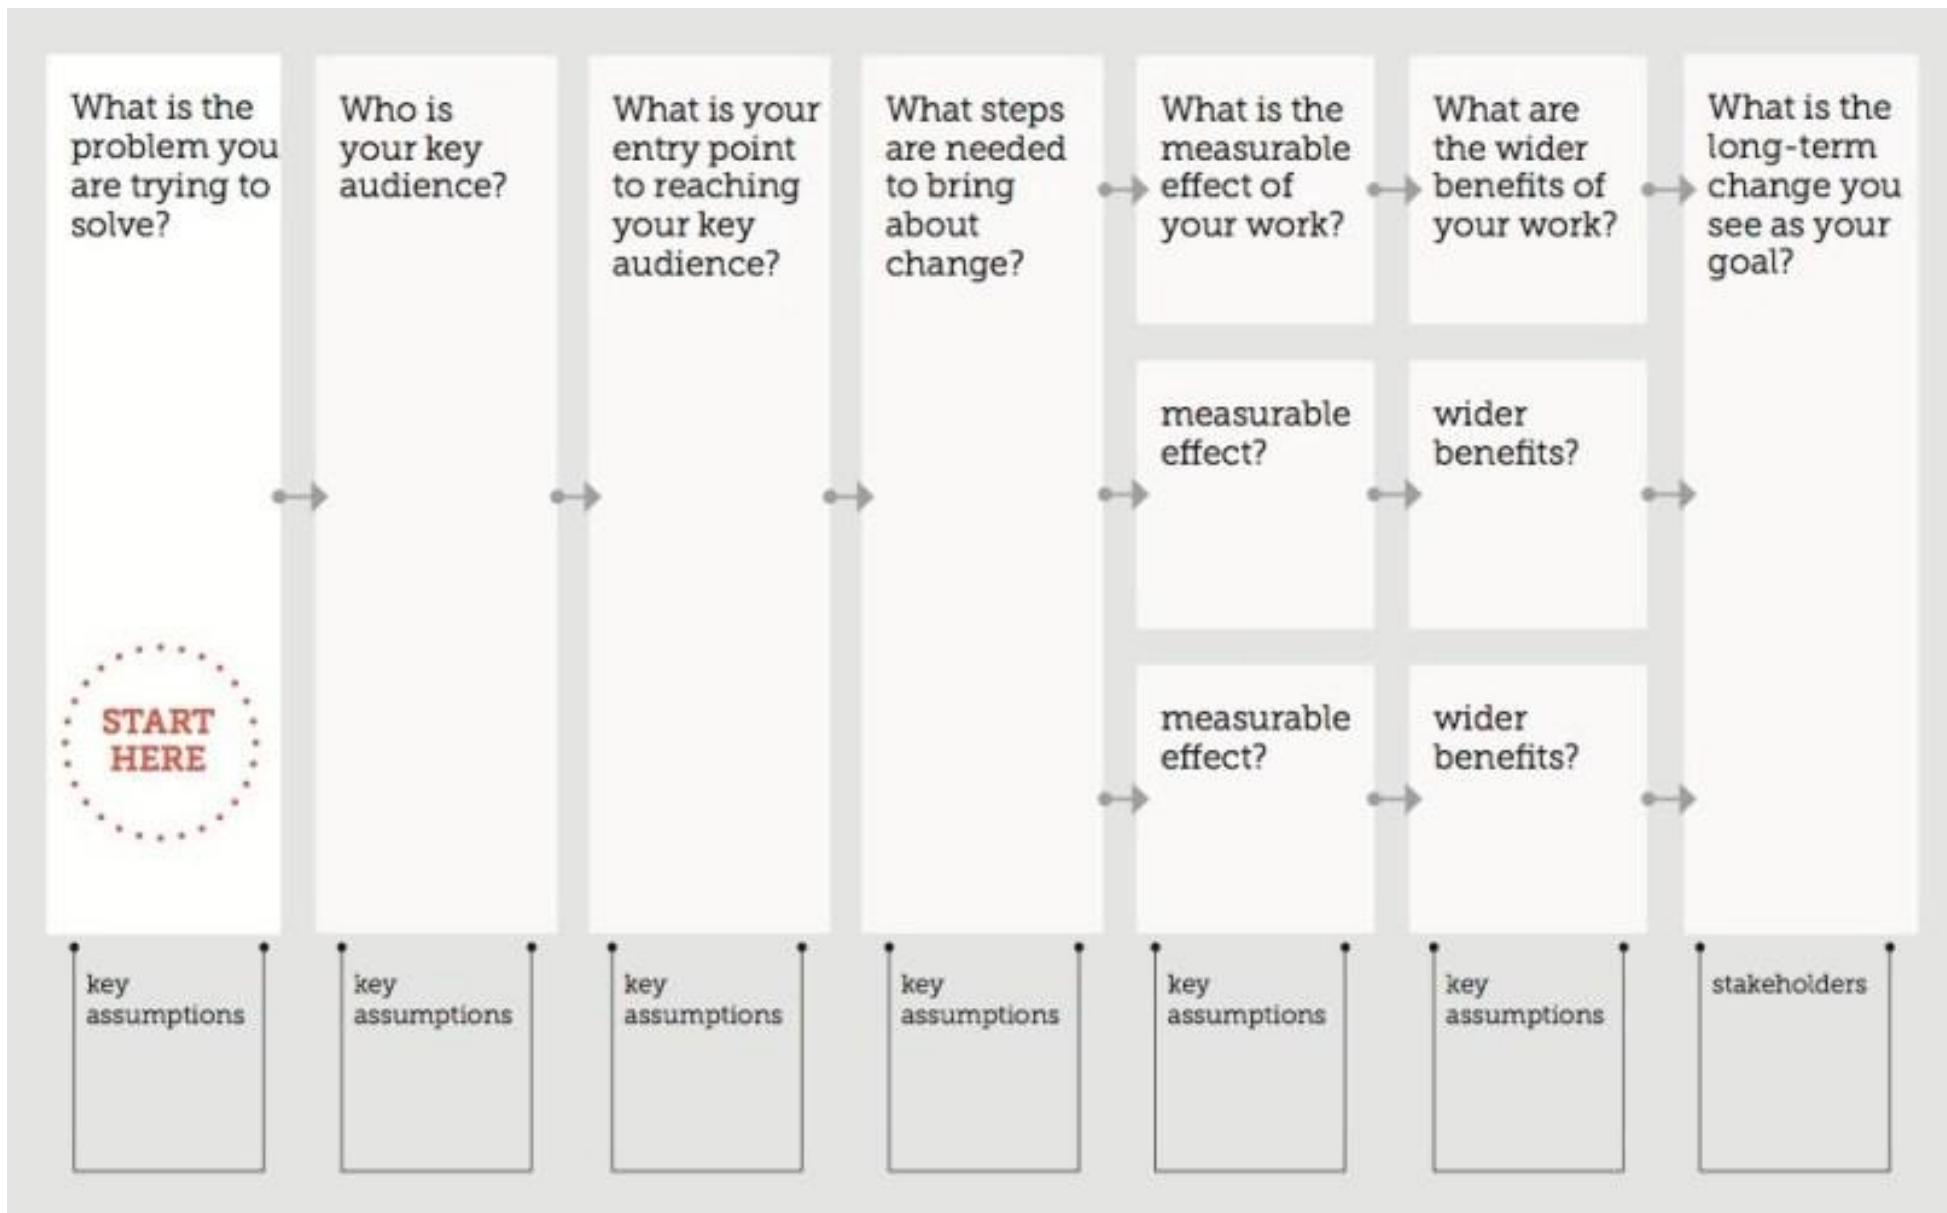 What is the
problem you
are trying to
solve?
START
HERE
Who is
your key
audience?
What is your
entry point
to reaching
your key
audience?
What steps
are needed
to bring
about
change?
What is the
measurable
effect of
your work?
measurable
effect?
measurable
effect?
What are
the wider
benefits of
your work?
wider
benefits?
wider
benefits?
What is the
long-term
change you
see as your
goal?
key
assumptions
key
assumptions
key
assumptions
key
assumptions
key
assumptions
key
assumptions
stakeholders